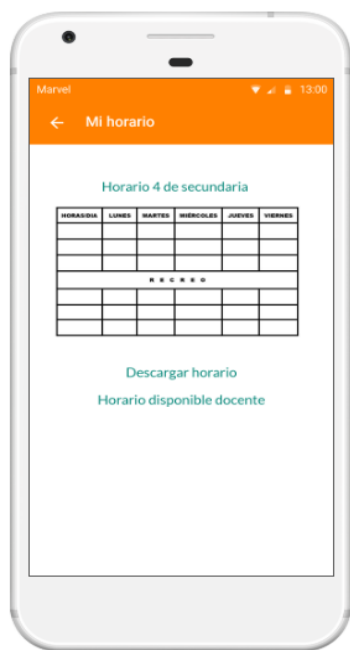 Marvel 13:00
Mi horario
Horario 4 de secundaria
HORAS/DIA LUNES MARTES MIÉRCOLES JUEVES VIERNES
R E C R E O
Descargar horario
Horario disponible docente